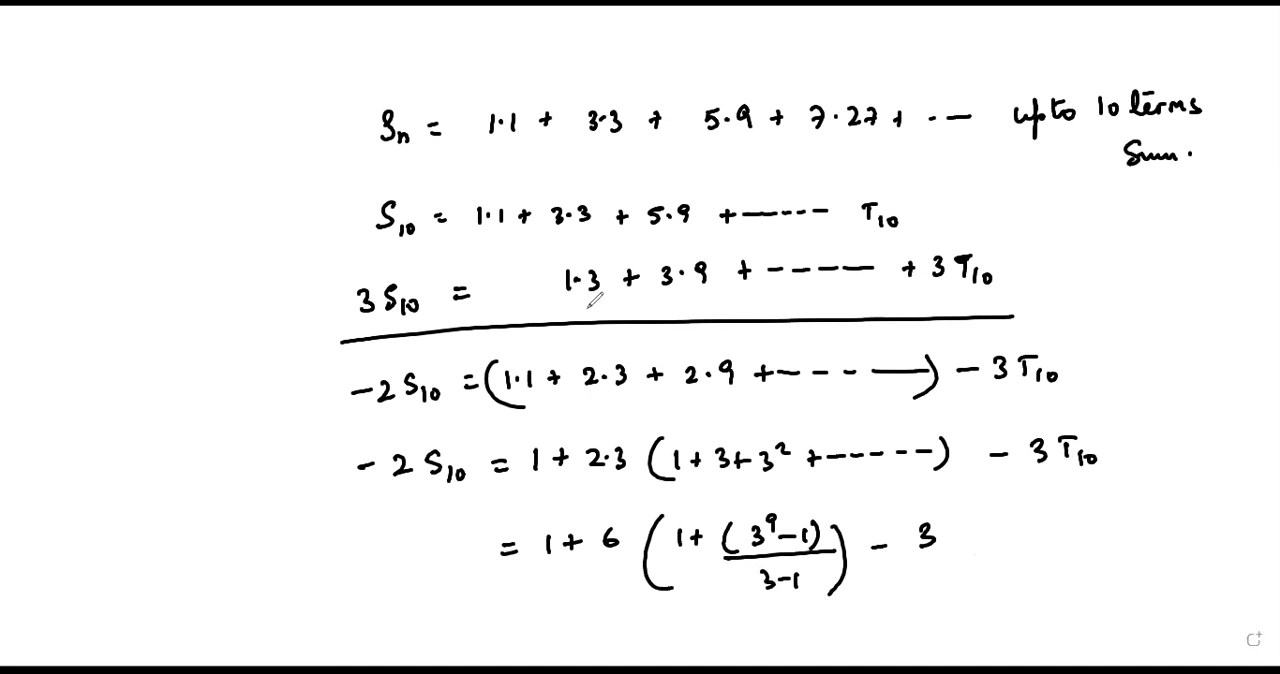 Sn = 1·1 + 3·3 + 5·9 + 7·27 + ·-— upto 10 terms
Sum.
S₁₀ = 1·1 + 3·3 + 5·9 +------ T₁₀
3S₁₀ = 1·3 + 3·9 + ----- + 3T₁₀
-2S₁₀ = (1·1 + 2·3 + 2·9 +--- —) - 3T₁₀
-2S₁₀ = 1 + 2·3 (1 + 3 + 3² +-----) - 3T₁₀
= 1 + 6 (1 + (3⁹-1)/(3-1)) - 3